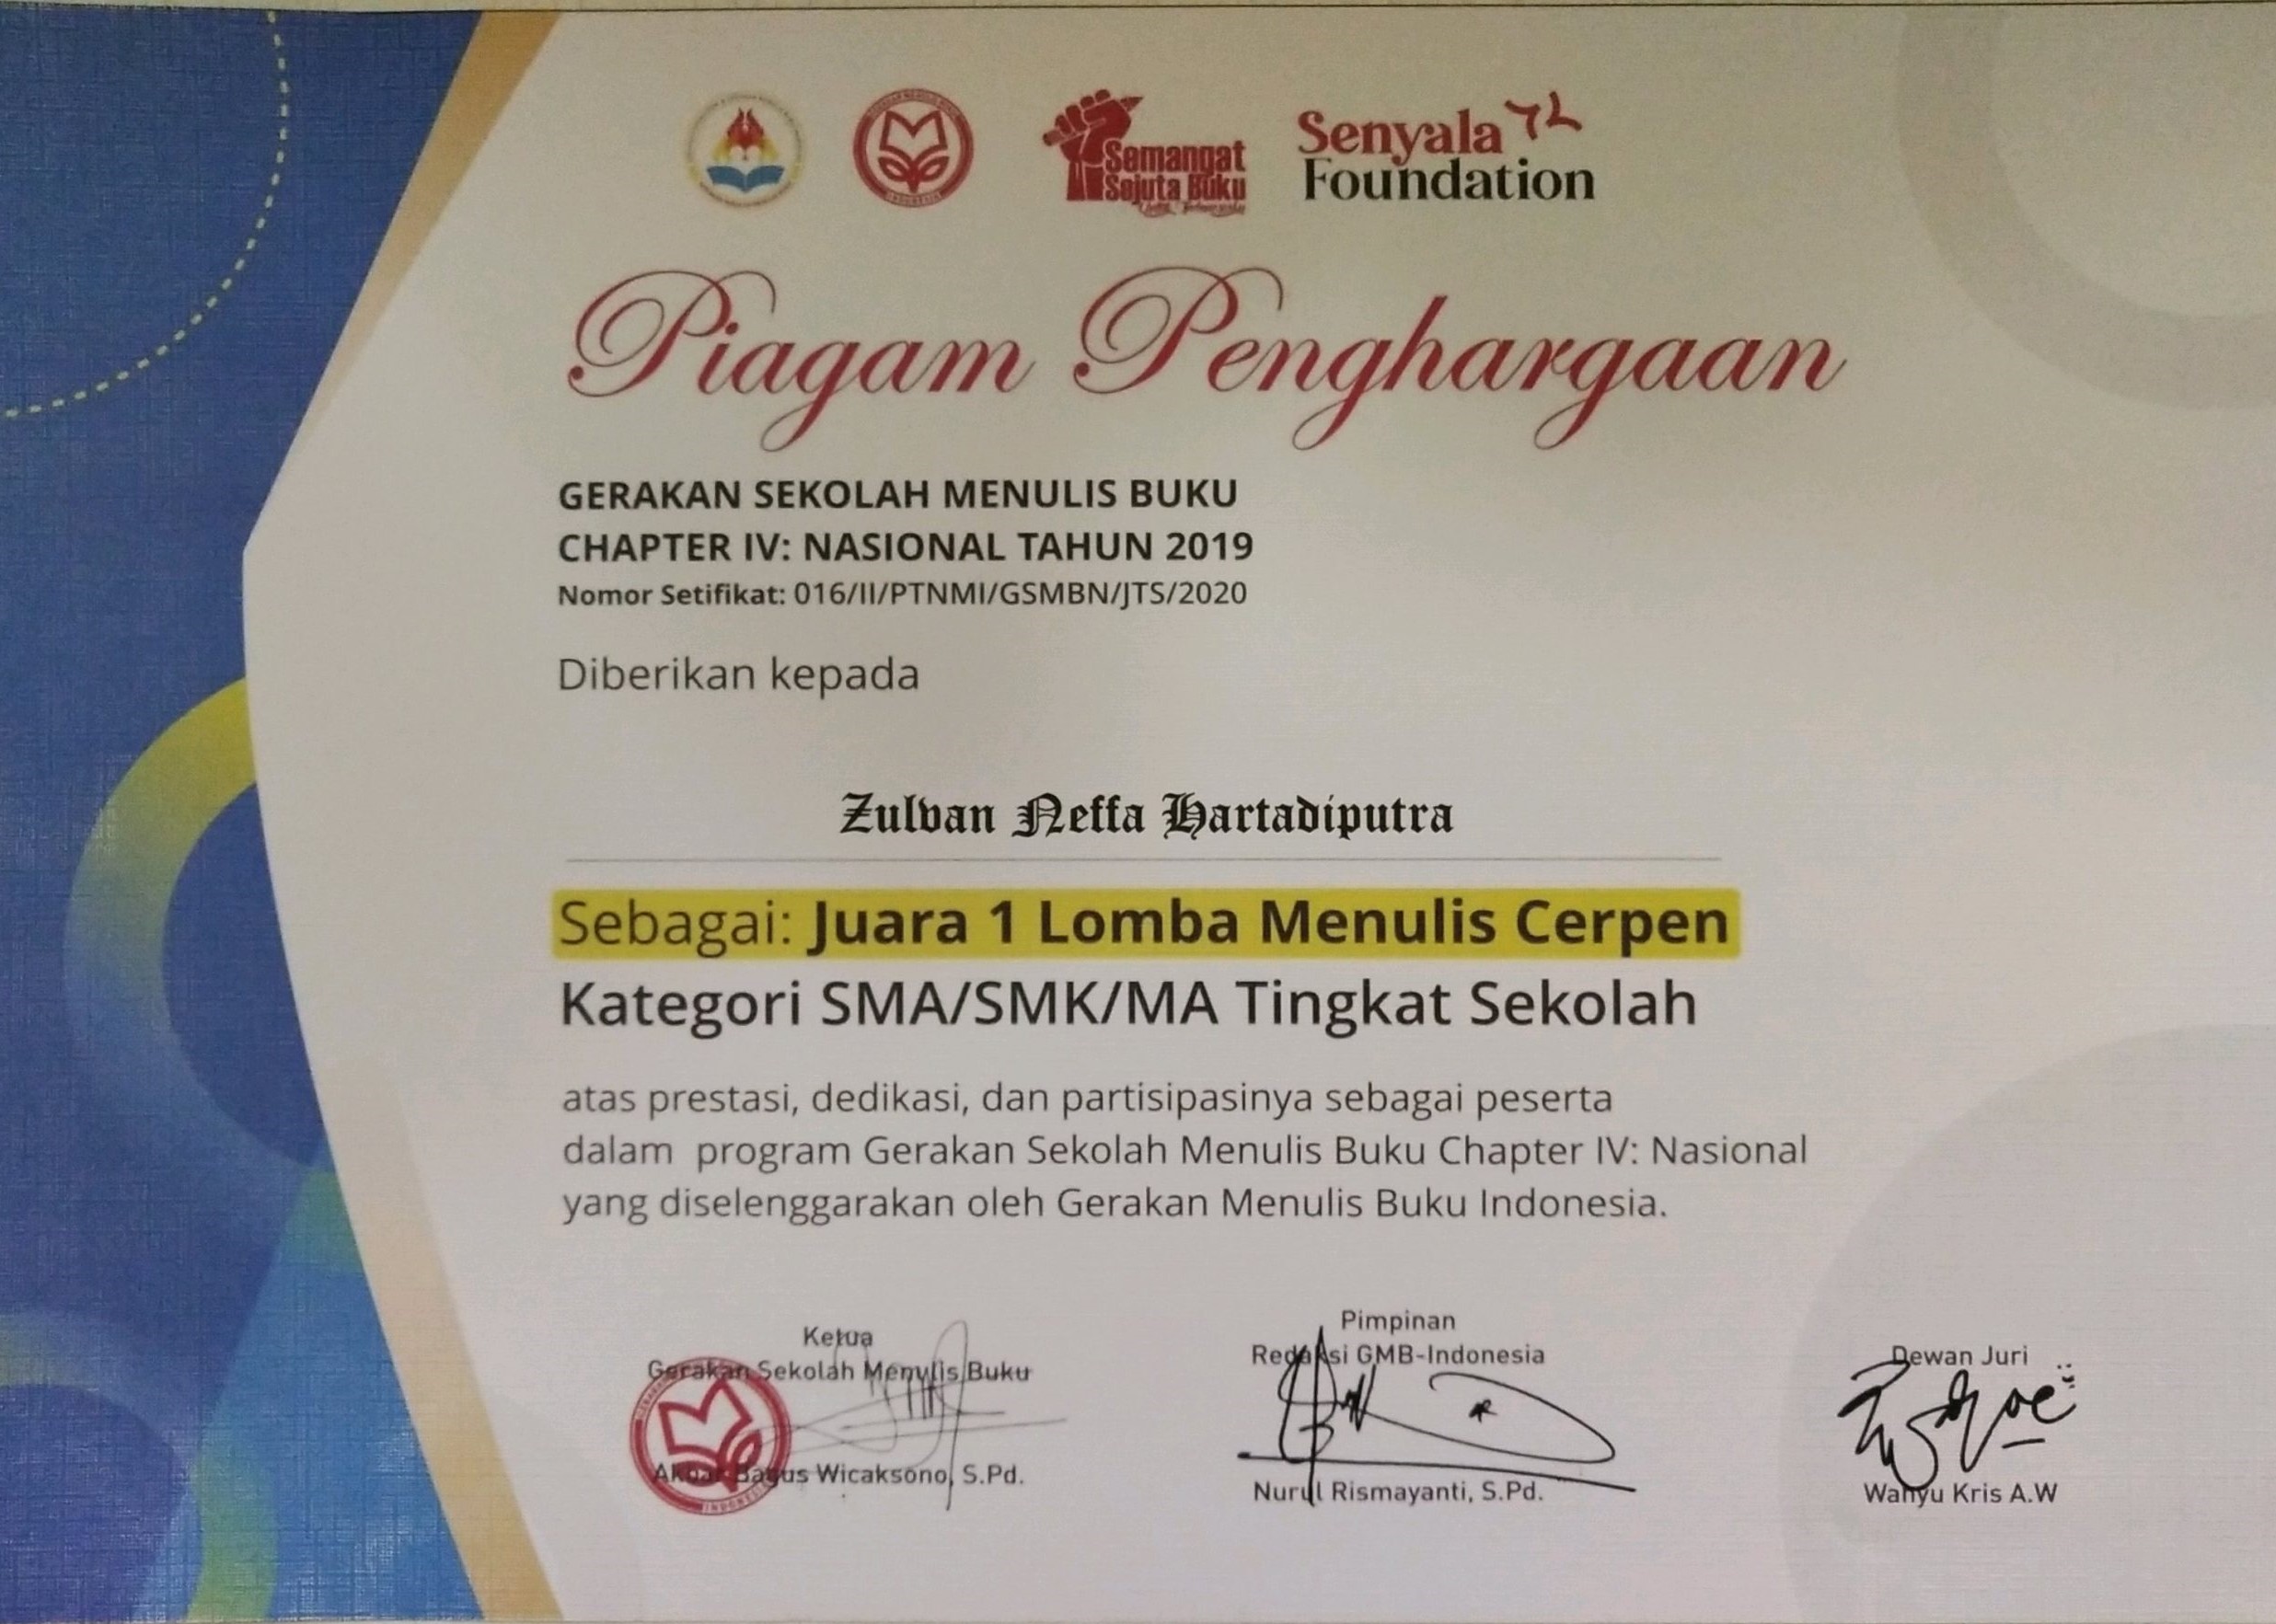 Semangat
Sejuta Buku
Senyala
Foundation
Piagam Penghargaan
GERAKAN SEKOLAH MENULIS BUKU
CHAPTER IV: NASIONAL TAHUN 2019
Nomor Setifikat: 016/II/PTNMI/GSMBN/JTS/2020
Diberikan kepada
Zulvan Neffa Hartadiputra
Sebagai: Juara 1 Lomba Menulis Cerpen
Kategori SMA/SMK/MA Tingkat Sekolah
atas prestasi, dedikasi, dan partisipasinya sebagai peserta
dalam program Gerakan Sekolah Menulis Buku Chapter IV: Nasional
yang diselenggarakan oleh Gerakan Menulis Buku Indonesia.
Ketua
Gerakan Sekolah Menulis Buku
INDONESIA
Akbar Bagus Wicaksono, S.Pd.
Pimpinan
Redaksi GMB-Indonesia
Nurul Rismayanti, S.Pd.
Dewan Juri
Wahyu Kris A.W